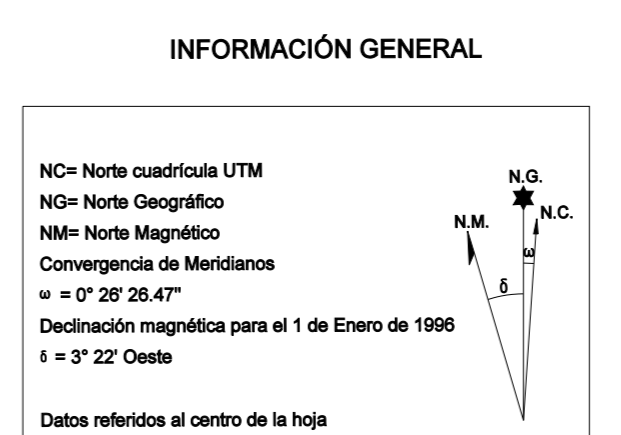 INFORMACIÓN GENERAL
NC= Norte cuadrícula UTM
NG= Norte Geográfico
NM= Norte Magnético
Convergencia de Meridianos
ω = 0° 26' 26.47"
Declinación magnética para el 1 de Enero de 1996
δ = 3° 22' Oeste
Datos referidos al centro de la hoja
N.G.
N.M.
N.C.
ω
δ